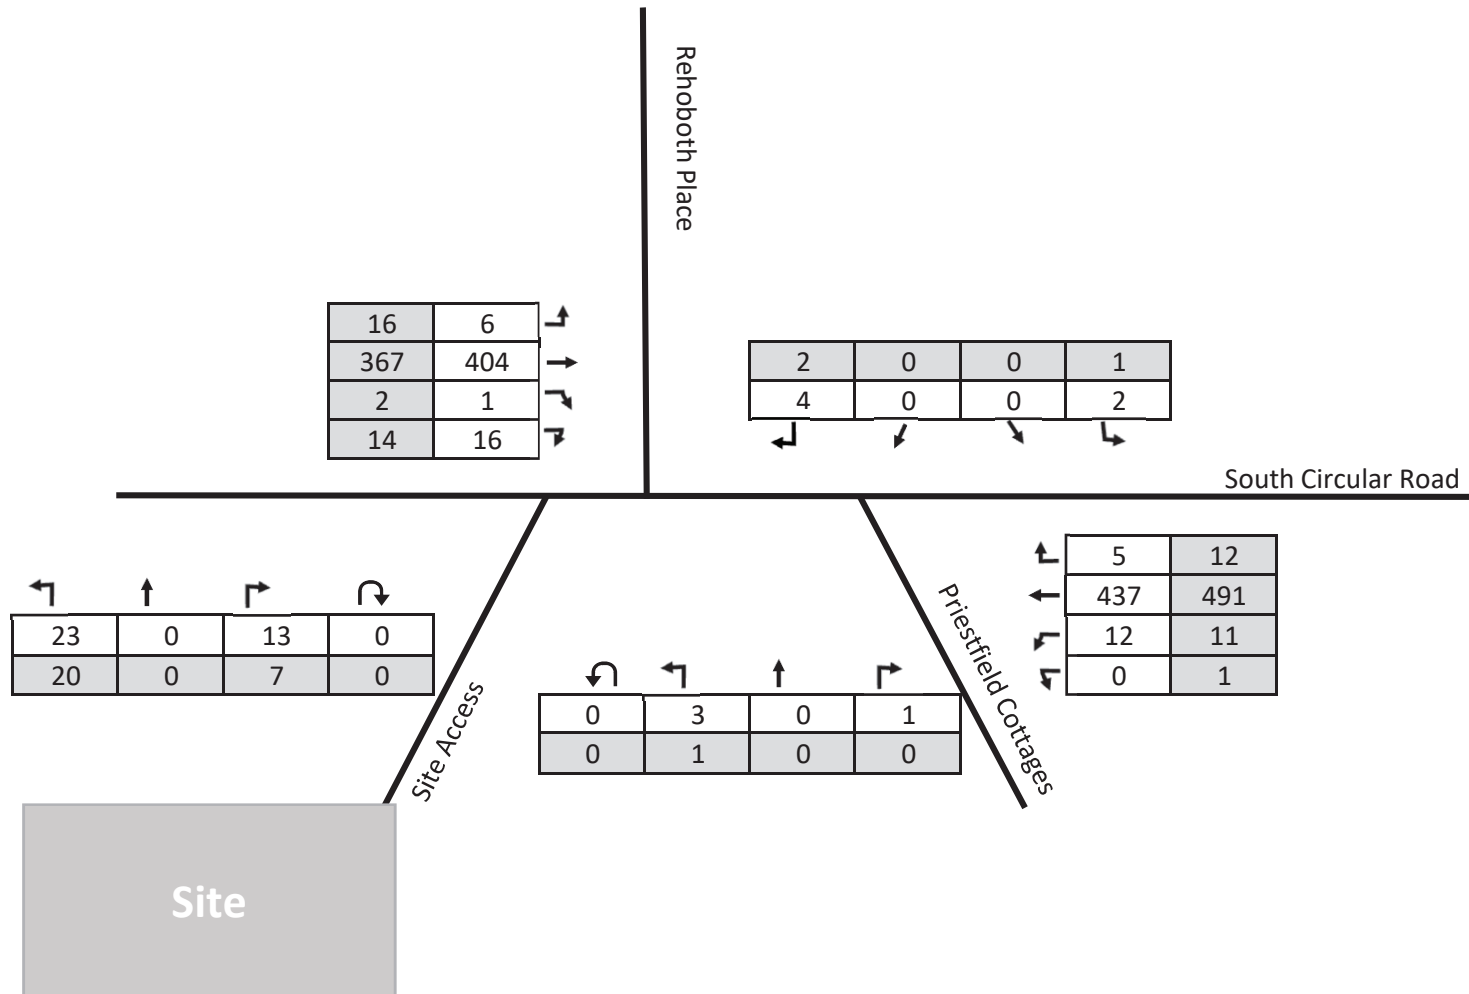 Rehoboth Place
16 6
367 404
2 1
14 16
2 0 0 1
4 0 0 2
South Circular Road
5 12
437 491
12 11
0 1
23 0 13 0
20 0 7 0
Site Access
0 3 0 1
0 1 0 0
Priestfield Cottages
Site